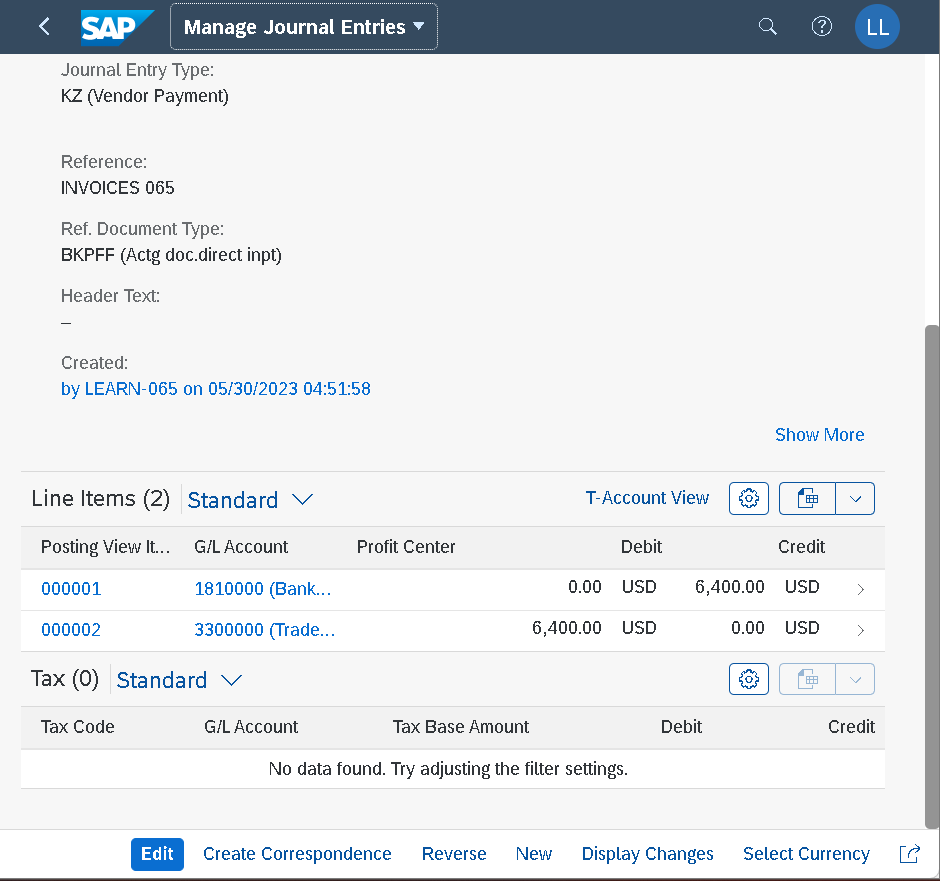 SAP Manage Journal Entries LL
Journal Entry Type:
KZ (Vendor Payment)
Reference:
INVOICES 065
Ref. Document Type:
BKPFF (Actg doc.direct inpt)
Header Text:
–
Created:
by LEARN-065 on 05/30/2023 04:51:58
Show More
Line Items (2) Standard T-Account View
Posting View It... G/L Account Profit Center Debit Credit
000001 1810000 (Bank... 0.00 USD 6,400.00 USD
000002 3300000 (Trade... 6,400.00 USD 0.00 USD
Tax (0) Standard
Tax Code G/L Account Tax Base Amount Debit Credit
No data found. Try adjusting the filter settings.
Edit Create Correspondence Reverse New Display Changes Select Currency